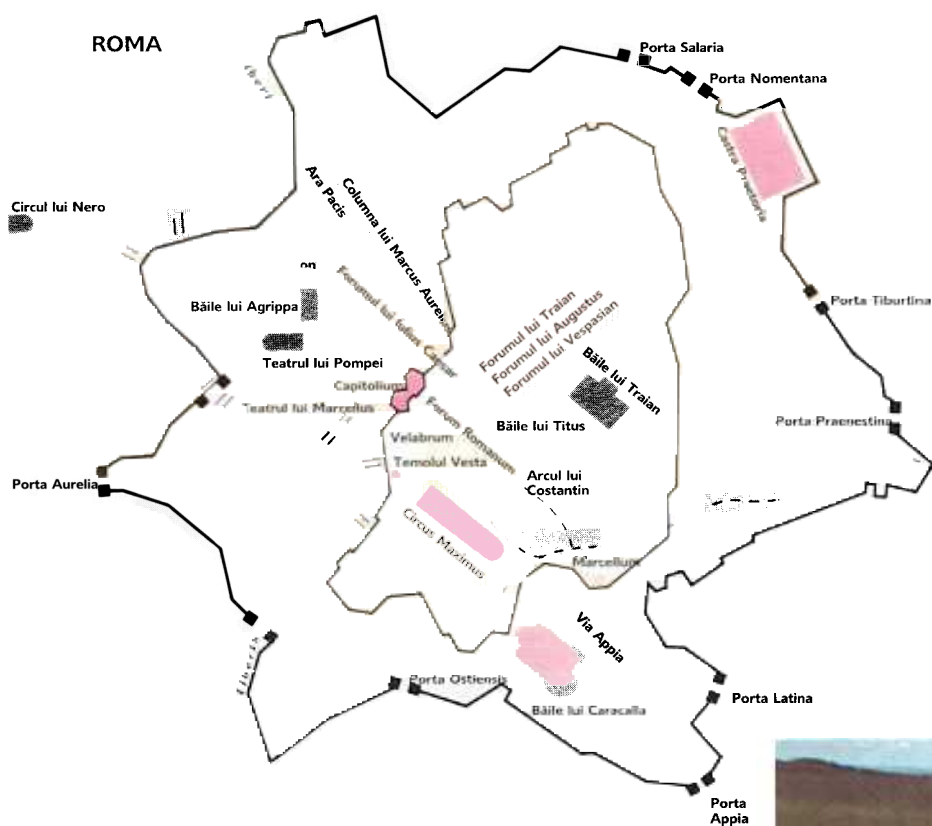 ROMA
Porta Salaria
Porta Nomentana
Castra Praetoria
Circul lui Nero
Ara Pacis
Columna lui Marcus Aurelius
on
Băile lui Agrippa
Teatrul lui Pompei
Forumul lui Iulius Caesar
Forumul lui Traian
Forumul lui Augustus
Forumul lui Vespasian
Băile lui Traian
Porta Tiburtina
Capitolium
Teatrul lui Marcellus
Forum Romanum
Băile lui Titus
Porta Praenestina
Velabrum
Temolul Vesta
Porta Aurelia
Arcul lui
Costantin
Circus Maximus
Marcellum
Via Appia
Porta Ostiensis
Băile lui Caracalla
Porta Latina
Porta
Appia